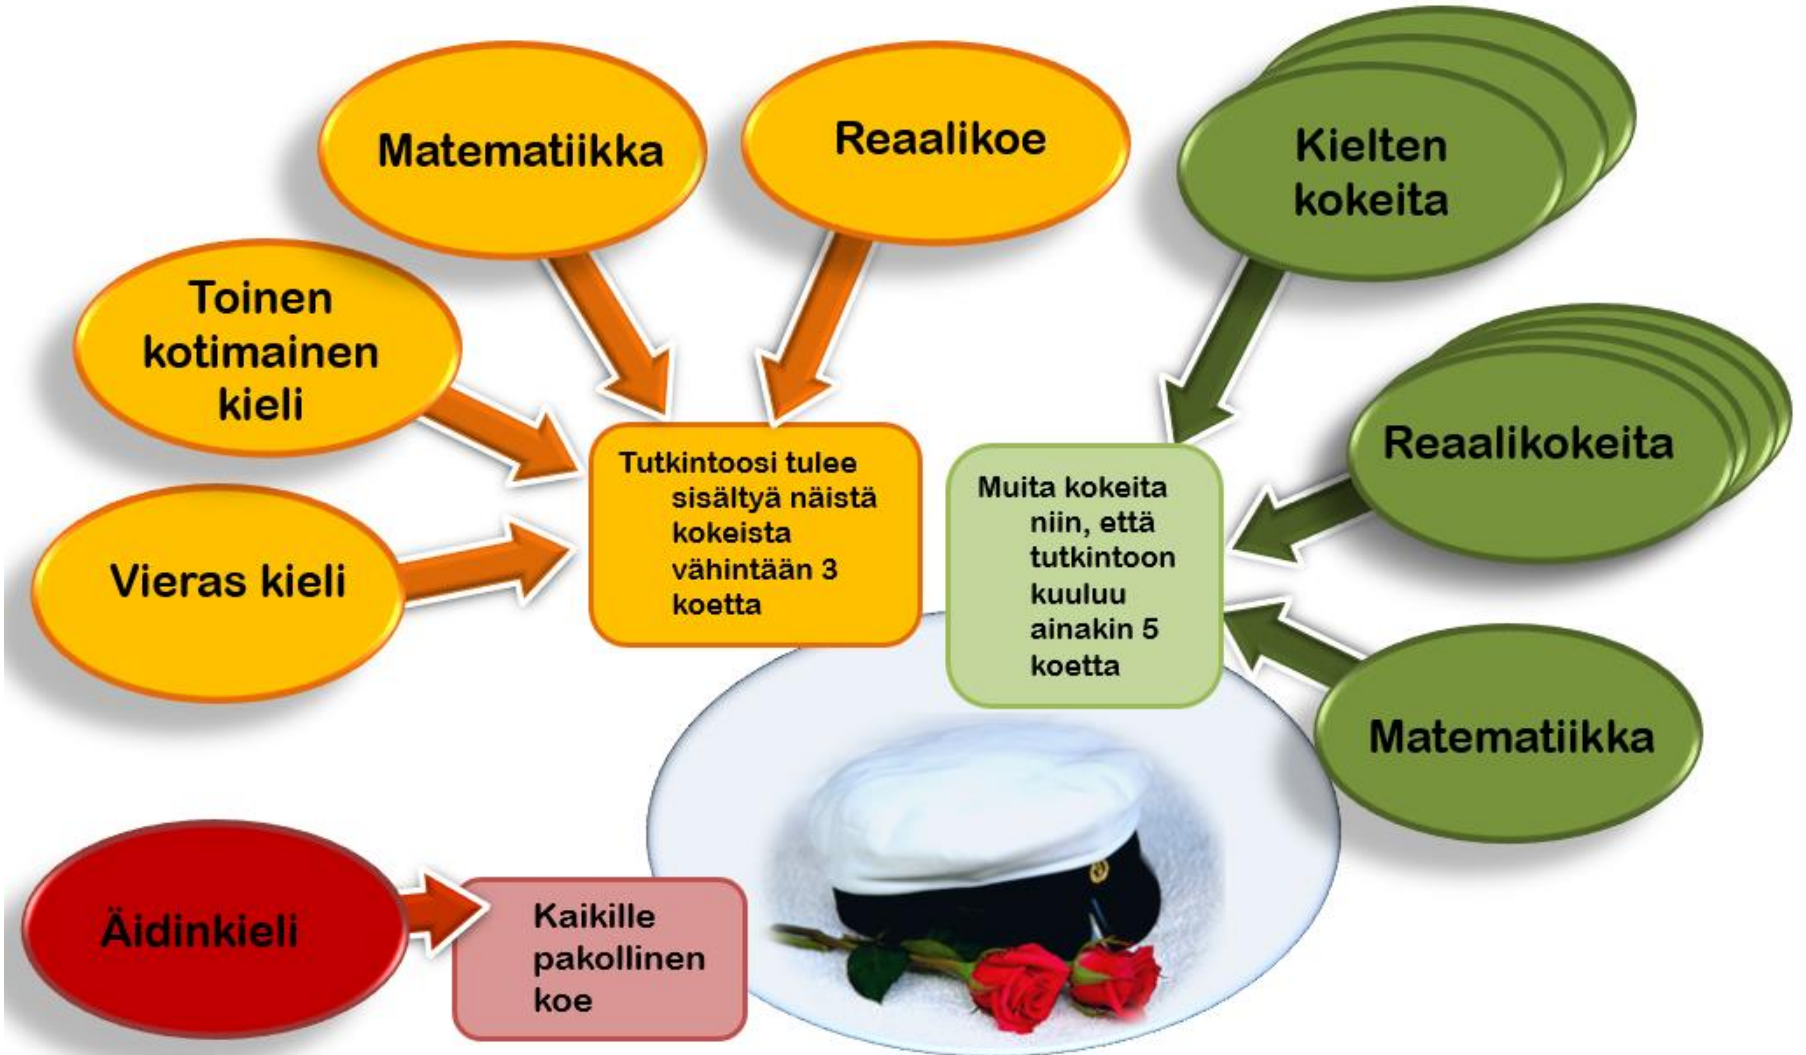 Matematiikka
Reaalikoe
Kielten
kokeita
Toinen
kotimainen
kieli
Reaalikokeita
Tutkintoosi tulee
sisältyä näistä
kokeista
vähintään 3
koetta
Muita kokeita
niin, että
tutkintoon
kuuluu
ainakin 5
koetta
Vieras kieli
Matematiikka
Äidinkieli
Kaikille
pakollinen
koe